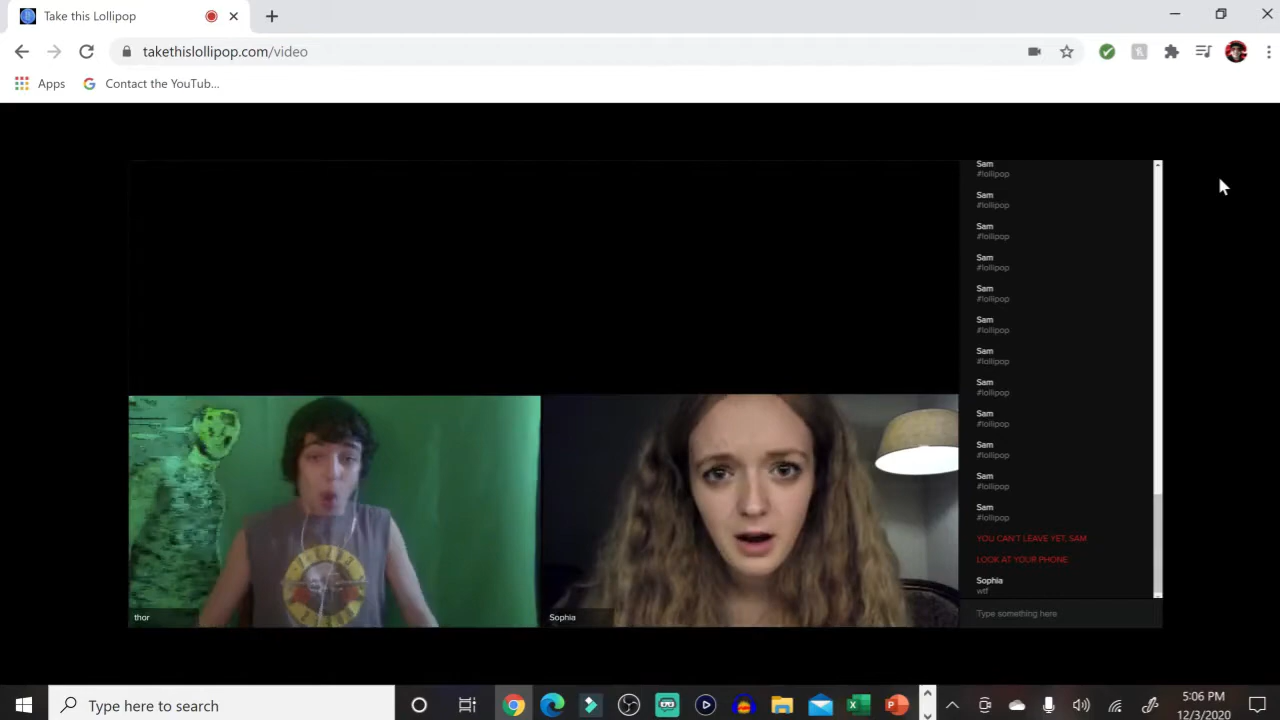 Take this Lollipop
takethislollipop.com/video
Apps
Contact the YouTub...
Sam
#lollipop
Sam
#lollipop
Sam
#lollipop
Sam
#lollipop
Sam
#lollipop
Sam
#lollipop
Sam
#lollipop
Sam
#lollipop
Sam
#lollipop
Sam
#lollipop
Sam
#lollipop
Sam
#lollipop
YOU CAN'T LEAVE YET, SAM
LOOK AT YOUR PHONE
Sophia
wtf
Type something here
thor
Sophia
Type here to search
5:06 PM
12/3/2020